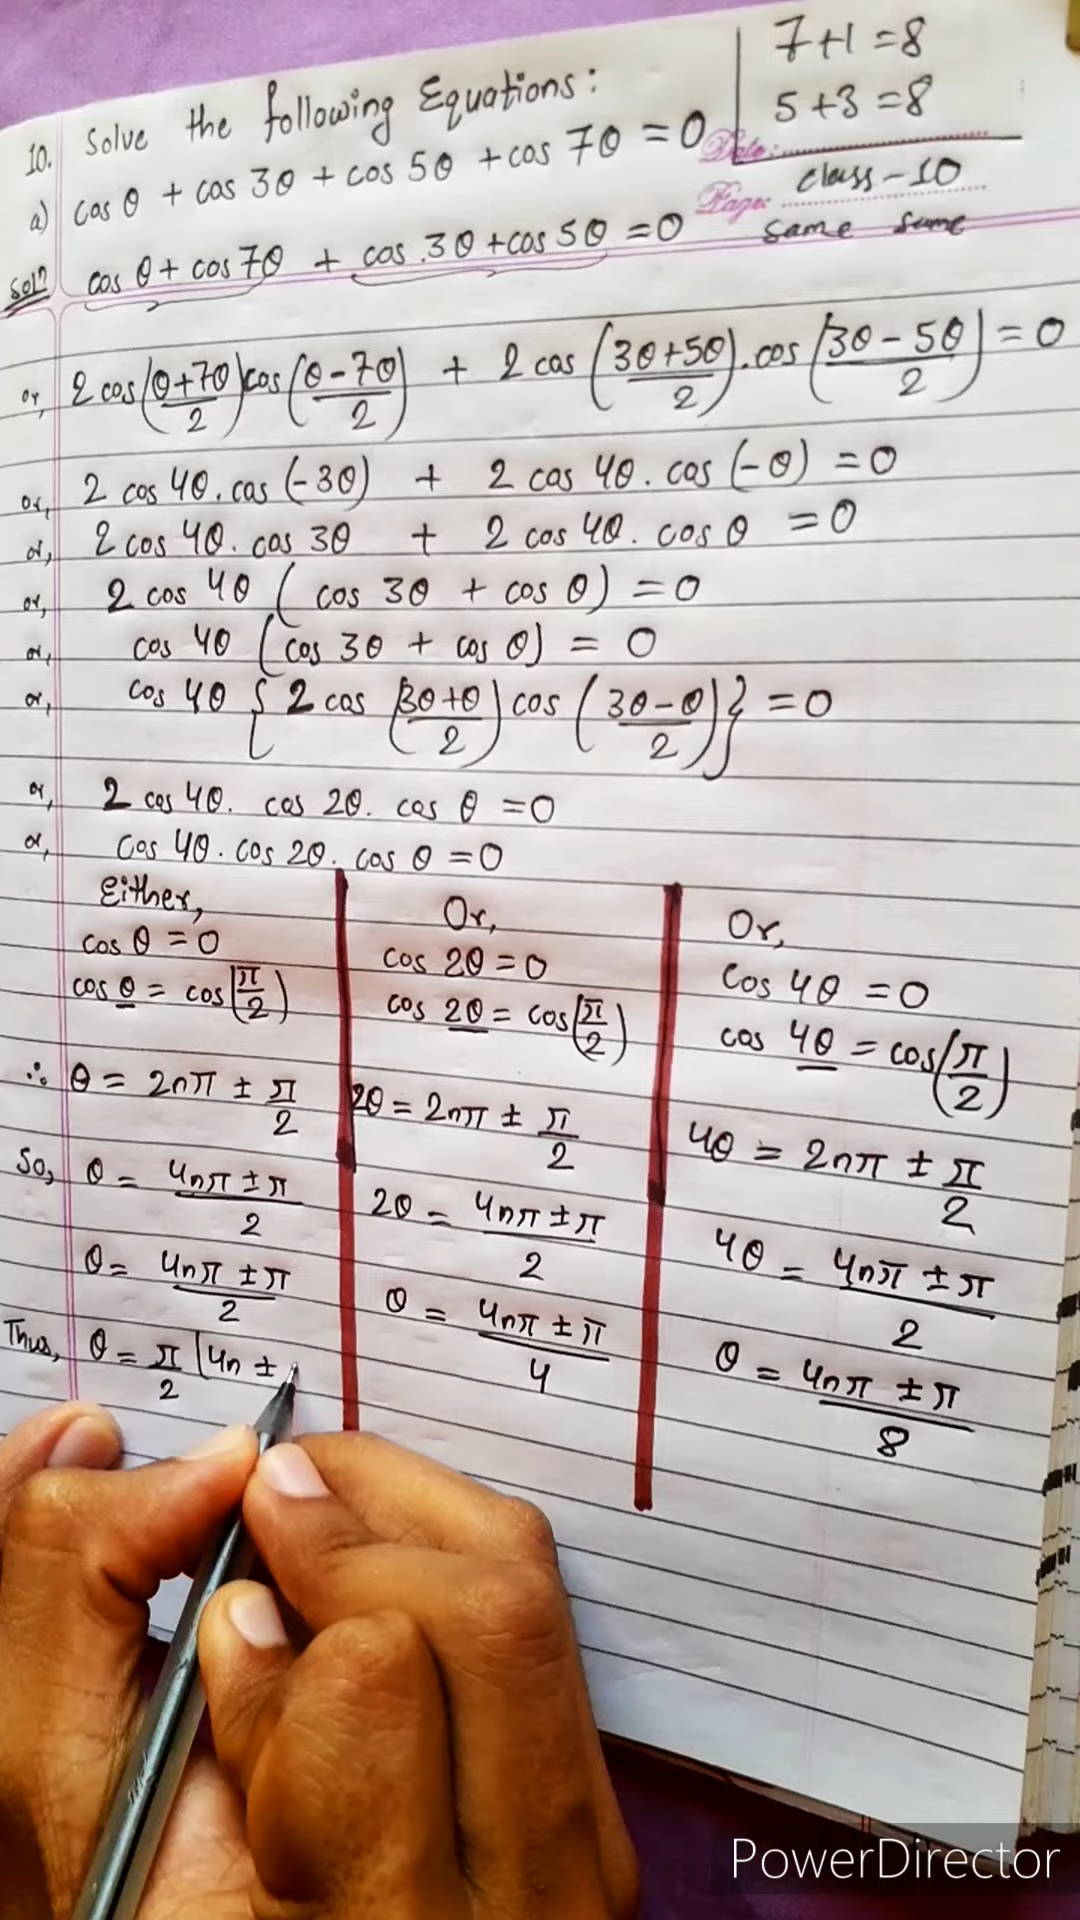 10. Solve the following Equations:
7+1=8
5+3=8
a) cos θ + cos 3θ + cos 5θ + cos 7θ = 0
Date:
Page:
class-10
same same
Solⁿ cos θ + cos 7θ + cos 3θ + cos 5θ = 0
or, 2 cos (θ+7θ/2) cos (θ-7θ/2) + 2 cos (3θ+5θ/2) . cos (3θ-5θ/2) = 0
or, 2 cos 4θ . cos (-3θ) + 2 cos 4θ . cos (-θ) = 0
or, 2 cos 4θ . cos 3θ + 2 cos 4θ . cos θ = 0
or, 2 cos 4θ (cos 3θ + cos θ) = 0
or, cos 4θ (cos 3θ + cos θ) = 0
or, cos 4θ {2 cos (3θ+θ/2) cos (3θ-θ/2)} = 0
or, 2 cos 4θ . cos 2θ . cos θ = 0
or, cos 4θ . cos 2θ . cos θ = 0
Either,
cos θ = 0
cos θ = cos (π/2)
∴ θ = 2nπ ± π/2
So, θ = 4nπ ± π/2
θ = 4nπ ± π/2
Thus, θ = π/2 (4n ±
Or,
cos 2θ = 0
cos 2θ = cos (π/2)
2θ = 2nπ ± π/2
2θ = 4nπ ± π/2
θ = 4nπ ± π/4
Or,
cos 4θ = 0
cos 4θ = cos (π/2)
4θ = 2nπ ± π/2
4θ = 4nπ ± π/2
θ = 4nπ ± π/8
PowerDirector